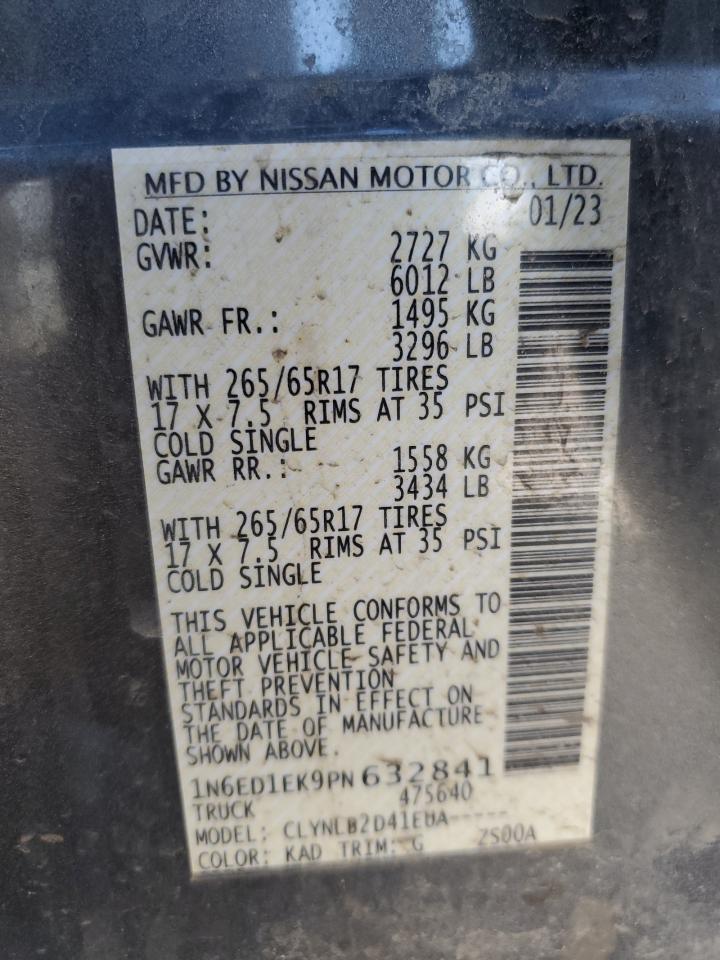 MFD BY NISSAN MOTOR CO., LTD.
DATE: 01/23
GVWR: 2727 KG
6012 LB
GAWR FR.: 1495 KG
3296 LB
WITH 265/65R17 TIRES
17 X 7.5 RIMS AT 35 PSI
COLD SINGLE
GAWR RR.: 1558 KG
3434 LB
WITH 265/65R17 TIRES
17 X 7.5 RIMS AT 35 PSI
COLD SINGLE
THIS VEHICLE CONFORMS TO
ALL APPLICABLE FEDERAL
MOTOR VEHICLE SAFETY AND
THEFT PREVENTION
STANDARDS IN EFFECT ON
THE DATE OF MANUFACTURE
SHOWN ABOVE.
1N6ED1EK9PN632841
TRUCK 475640
MODEL: CLYNLB2D41EUA-----
COLOR: KAD TRIM: G ZS00A